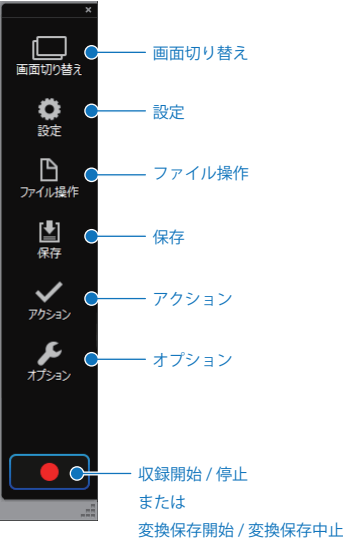 ×
画面切り替え
画面切り替え
設定
設定
ファイル操作
ファイル操作
保存
保存
アクション
アクション
オプション
オプション
収録開始 / 停止
または
変換保存開始 / 変換保存中止